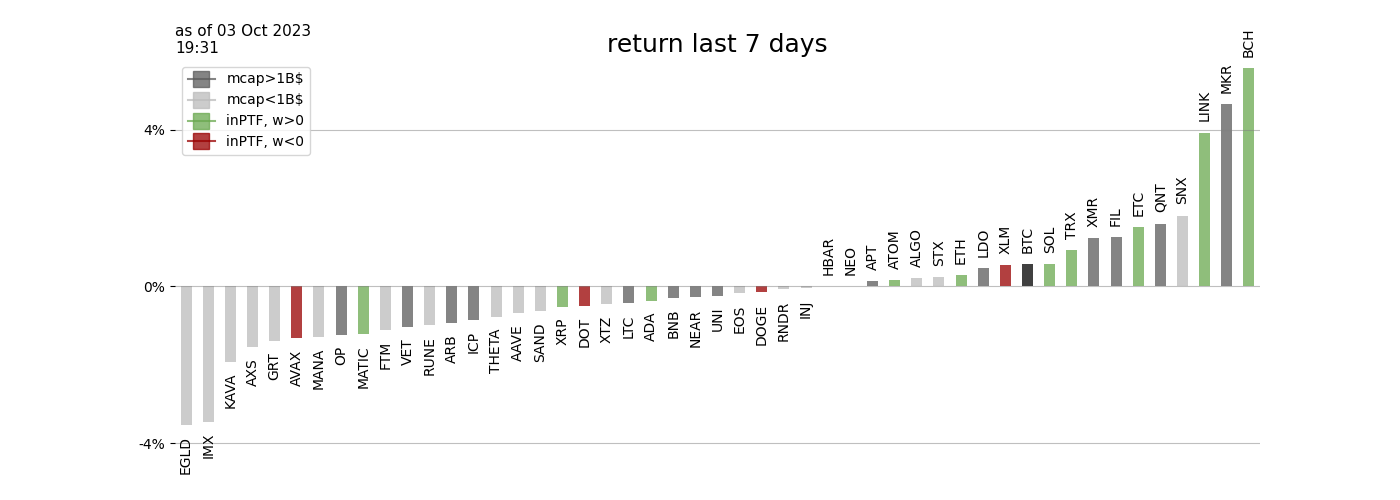 as of 03 Oct 2023
19:31
return last 7 days
mcap>1B$
mcap<1B$
inPTF, w>0
inPTF, w<0
4%
0%
-4%
EGLD
IMX
KAVA
AXS
GRT
AVAX
MANA
OP
MATIC
FTM
VET
RUNE
ARB
ICP
THETA
AAVE
SAND
XRP
DOT
XTZ
LTC
ADA
BNB
NEAR
UNI
EOS
DOGE
RNDR
INJ
HBAR
NEO
APT
ATOM
ALGO
STX
ETH
LDO
XLM
BTC
SOL
TRX
XMR
FIL
ETC
QNT
SNX
LINK
MKR
BCH